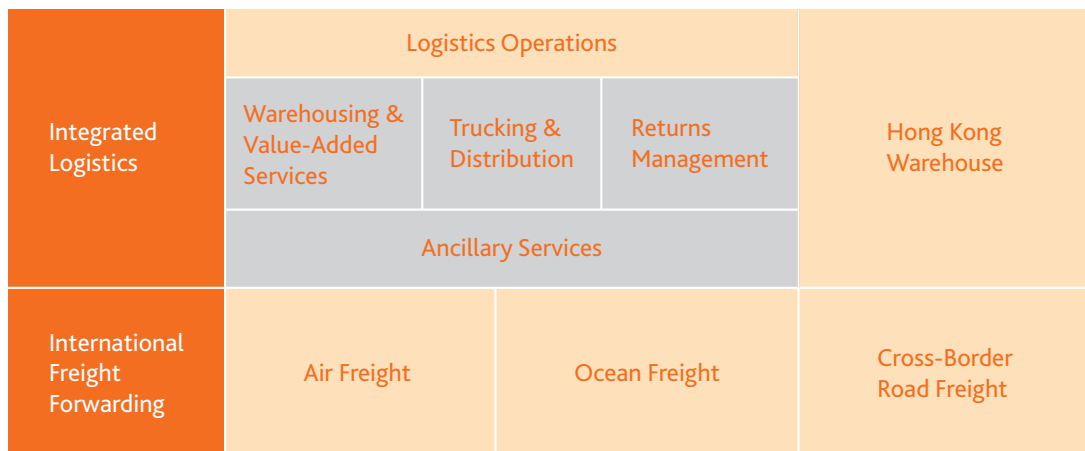 Integrated
Logistics
Logistics Operations
Warehousing &
Value-Added
Services
Trucking &
Distribution
Returns
Management
Ancillary Services
Hong Kong
Warehouse
International
Freight
Forwarding
Air Freight
Ocean Freight
Cross-Border
Road Freight